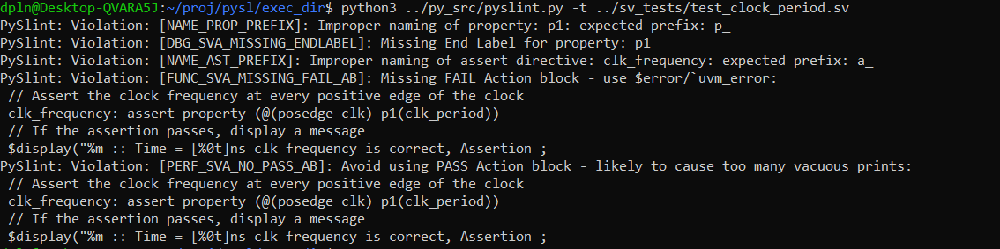 dpln@Desktop-QVARA5J:~/proj/pysl/exec_dir$ python3 ../py_src/pyslint.py -t ../sv_tests/test_clock_period.sv
PySlint: Violation: [NAME_PROP_PREFIX]: Improper naming of property: p1: expected prefix: p_
PySlint: Violation: [DBG_SVA_MISSING_ENDLABEL]: Missing End Label for property: p1
PySlint: Violation: [NAME_AST_PREFIX]: Improper naming of assert directive: clk_frequency: expected prefix: a_
PySlint: Violation: [FUNC_SVA_MISSING_FAIL_AB]: Missing FAIL Action block - use $error/`uvm_error:
// Assert the clock frequency at every positive edge of the clock
clk_frequency: assert property (@(posedge clk) p1(clk_period))
// If the assertion passes, display a message
$display("%m :: Time = [%0t]ns clk frequency is correct, Assertion ;
PySlint: Violation: [PERF_SVA_NO_PASS_AB]: Avoid using PASS Action block - likely to cause too many vacuous prints:
// Assert the clock frequency at every positive edge of the clock
clk_frequency: assert property (@(posedge clk) p1(clk_period))
// If the assertion passes, display a message
$display("%m :: Time = [%0t]ns clk frequency is correct, Assertion ;